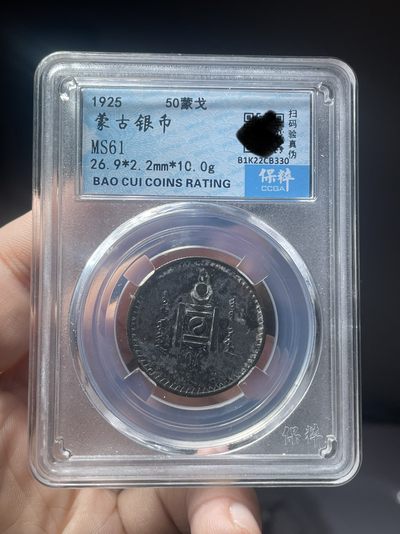 1925 50蒙戈
蒙古银币
MS61
26.9*2.2mm*10.0g
BAO CUI COINS RATING
扫码验真伪
B1K22CB330
保粹
CCGA
保粹